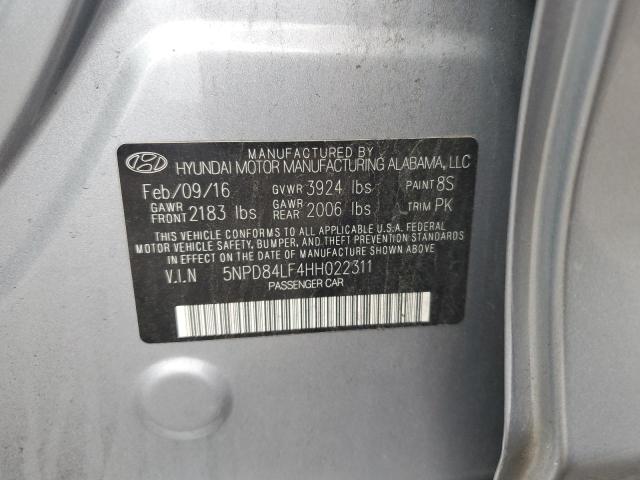 MANUFACTURED BY
HYUNDAI MOTOR MANUFACTURING ALABAMA, LLC
Feb/09/16 GVWR 3924 lbs PAINT 8S
GAWR FRONT 2183 lbs GAWR REAR 2006 lbs TRIM PK
THIS VEHICLE CONFORMS TO ALL APPLICABLE U.S.A. FEDERAL
MOTOR VEHICLE SAFETY, BUMPER, AND THEFT PREVENTION STANDARDS
IN EFFECT ON THE DATE OF MANUFACTURE SHOWN ABOVE.
V.I.N 5NPD84LF4HH022311
PASSENGER CAR